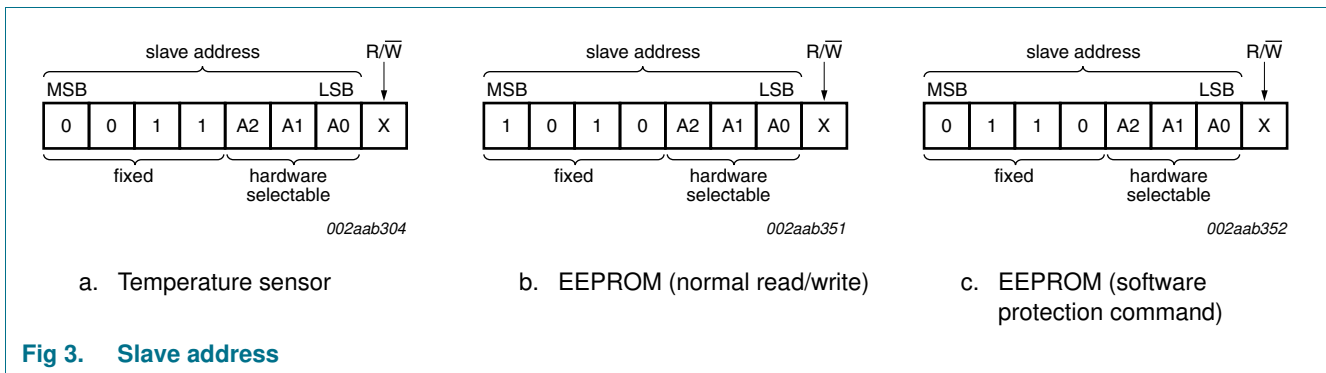 slave address R/W̅
MSB LSB
0 0 1 1 A2 A1 A0 X
fixed hardware
selectable
002aab304
a. Temperature sensor
slave address R/W̅
MSB LSB
1 0 1 0 A2 A1 A0 X
fixed hardware
selectable
002aab351
b. EEPROM (normal read/write)
slave address R/W̅
MSB LSB
0 1 1 0 A2 A1 A0 X
fixed hardware
selectable
002aab352
c. EEPROM (software
protection command)
Fig 3. Slave address